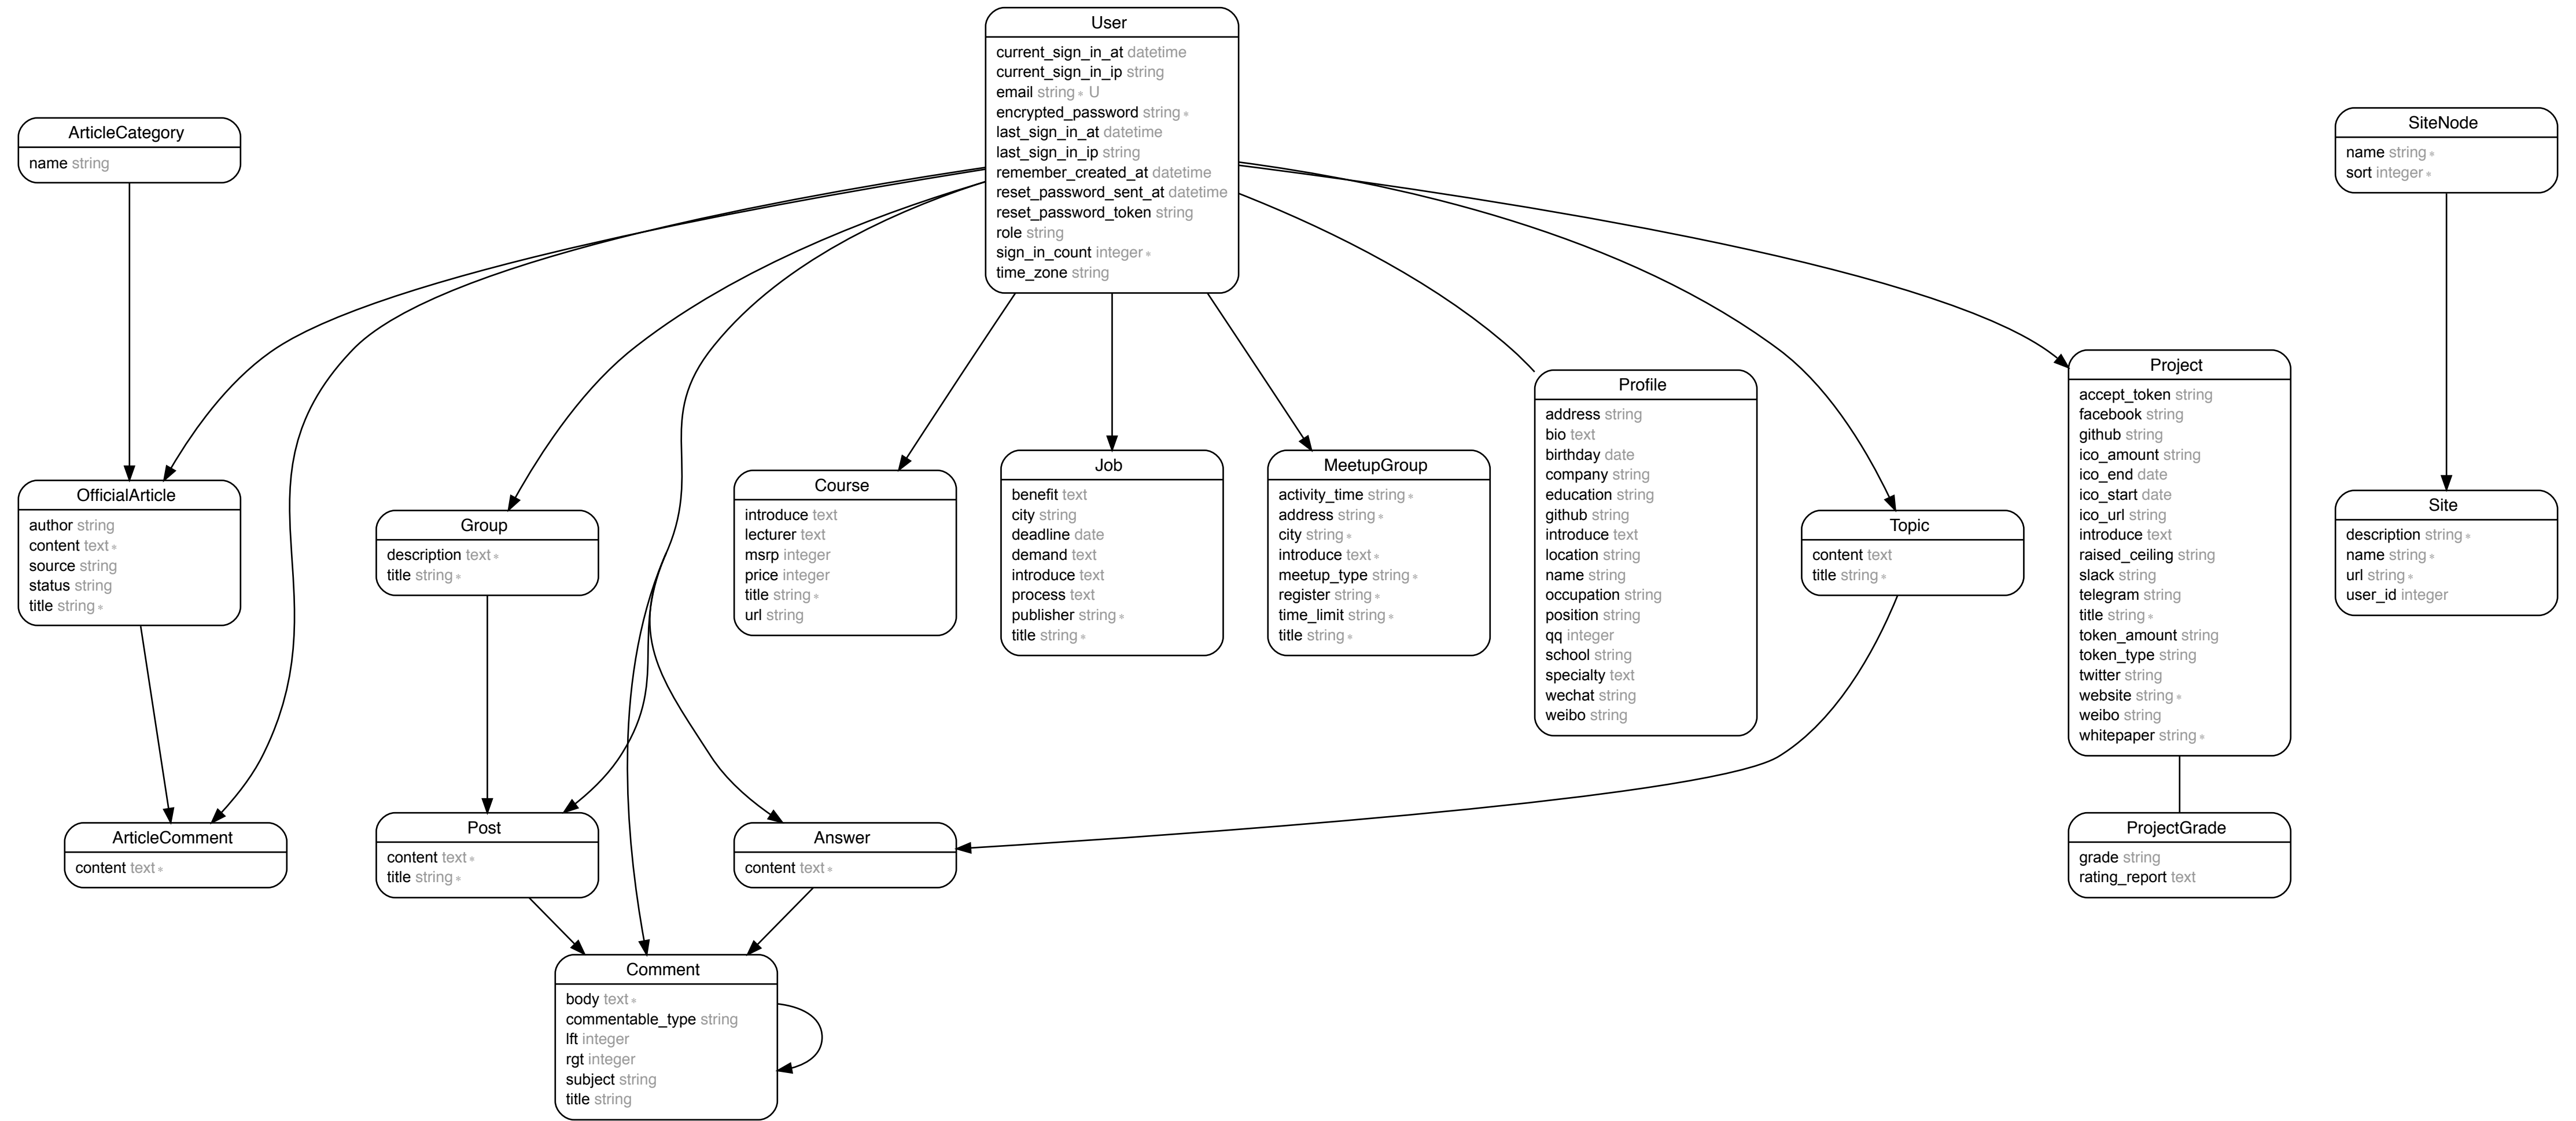 User
current_sign_in_at datetime
current_sign_in_ip string
email string∗ U
encrypted_password string∗
last_sign_in_at datetime
last_sign_in_ip string
remember_created_at datetime
reset_password_sent_at datetime
reset_password_token string
role string
sign_in_count integer∗
time_zone string
ArticleCategory
name string
SiteNode
name string∗
sort integer∗
OfficialArticle
author string
content text∗
source string
status string
title string∗
Group
description text∗
title string∗
Course
introduce text
lecturer text
msrp integer
price integer
title string∗
url string
Job
benefit text
city string
deadline date
demand text
introduce text
process text
publisher string∗
title string∗
MeetupGroup
activity_time string∗
address string∗
city string∗
introduce text∗
meetup_type string∗
register string∗
time_limit string∗
title string∗
Profile
address string
bio text
birthday date
company string
education string
github string
introduce text
location string
name string
occupation string
position string
qq integer
school string
specialty text
wechat string
weibo string
Topic
content text
title string∗
Project
accept_token string
facebook string
github string
ico_amount string
ico_end date
ico_start date
ico_url string
introduce text
raised_ceiling string
slack string
telegram string
title string∗
token_amount string
token_type string
twitter string
website string∗
weibo string
whitepaper string∗
Site
description string∗
name string∗
url string∗
user_id integer
ArticleComment
content text∗
Post
content text∗
title string∗
Answer
content text∗
ProjectGrade
grade string
rating_report text
Comment
body text∗
commentable_type string
lft integer
rgt integer
subject string
title string